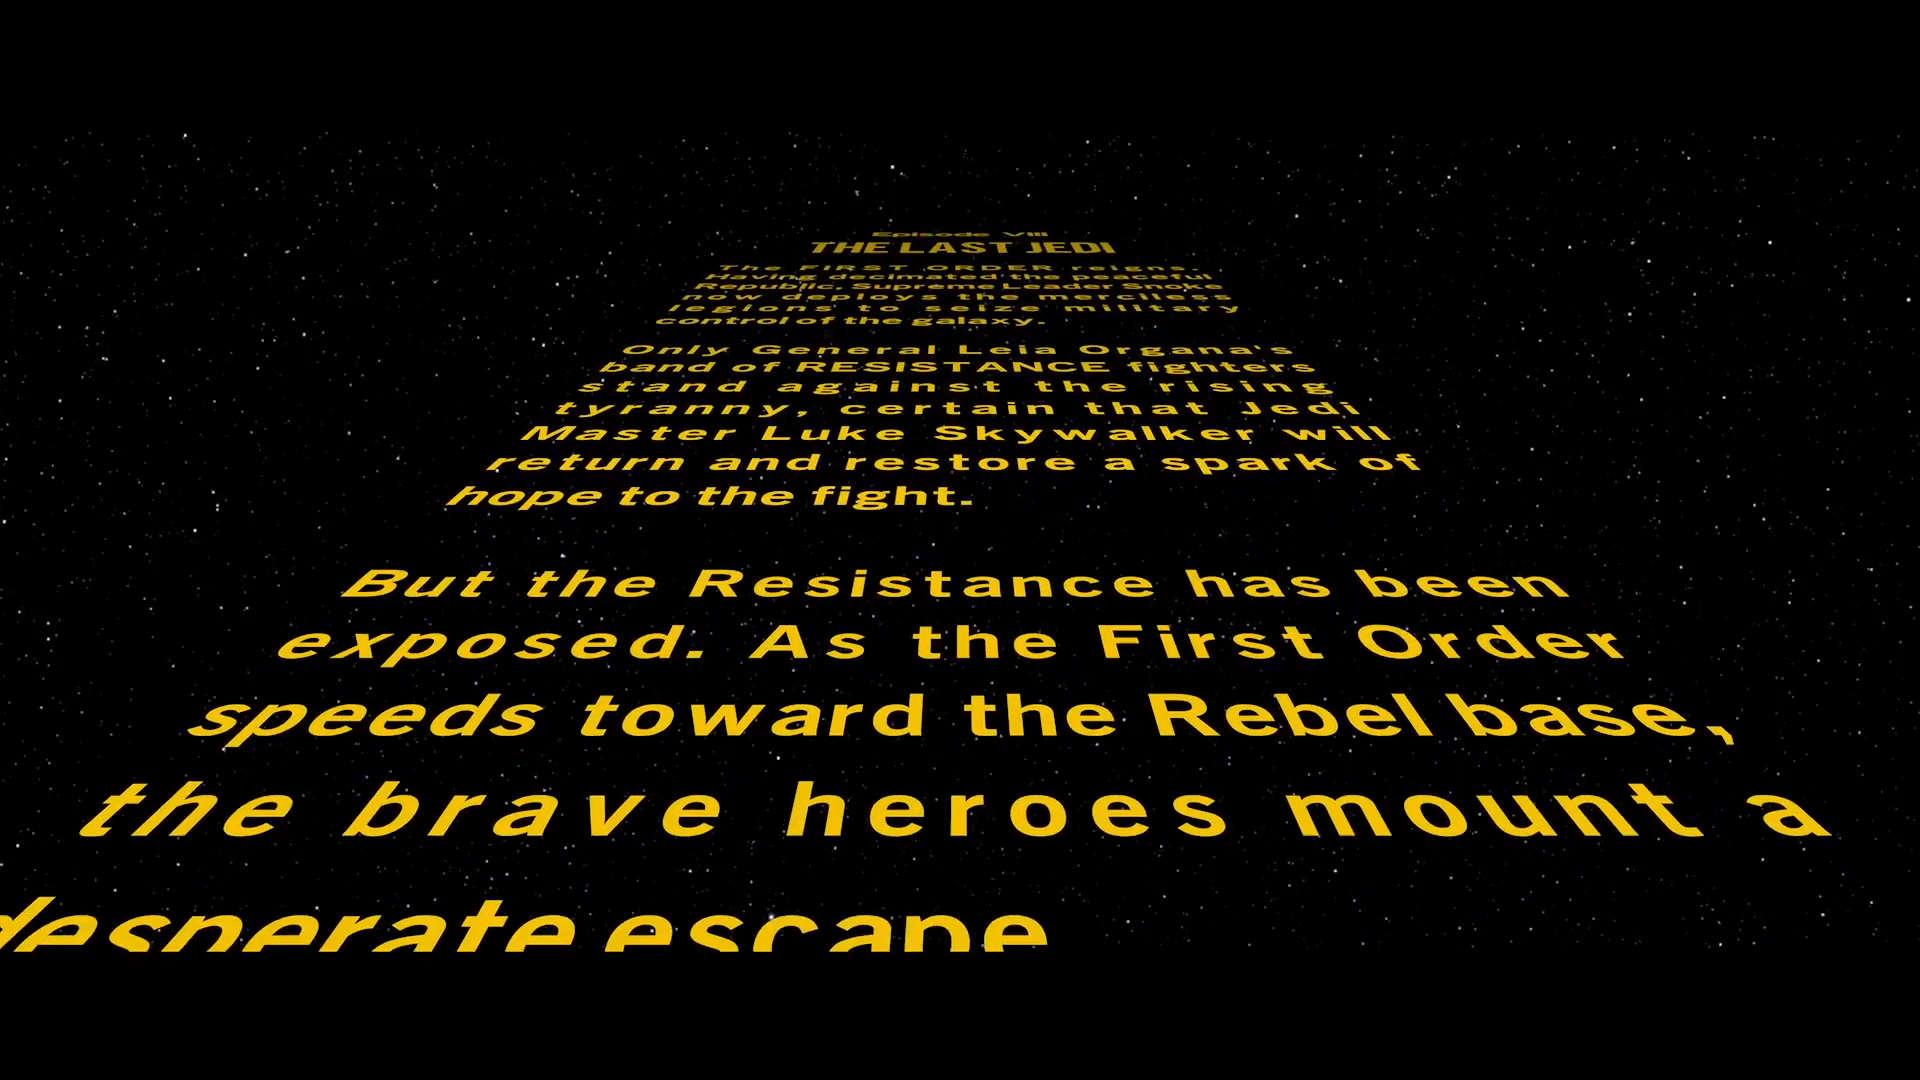 Episode VIII
THE LAST JEDI
The FIRST ORDER reigns.
Having decimated the peaceful
Republic, Supreme Leader Snoke
now deploys the merciless
legions to seize military
control of the galaxy.
Only General Leia Organa's
band of RESISTANCE fighters
stand against the rising
tyranny, certain that Jedi
Master Luke Skywalker will
return and restore a spark of
hope to the fight.
But the Resistance has been
exposed. As the First Order
speeds toward the Rebel base,
the brave heroes mount a
desperate escape